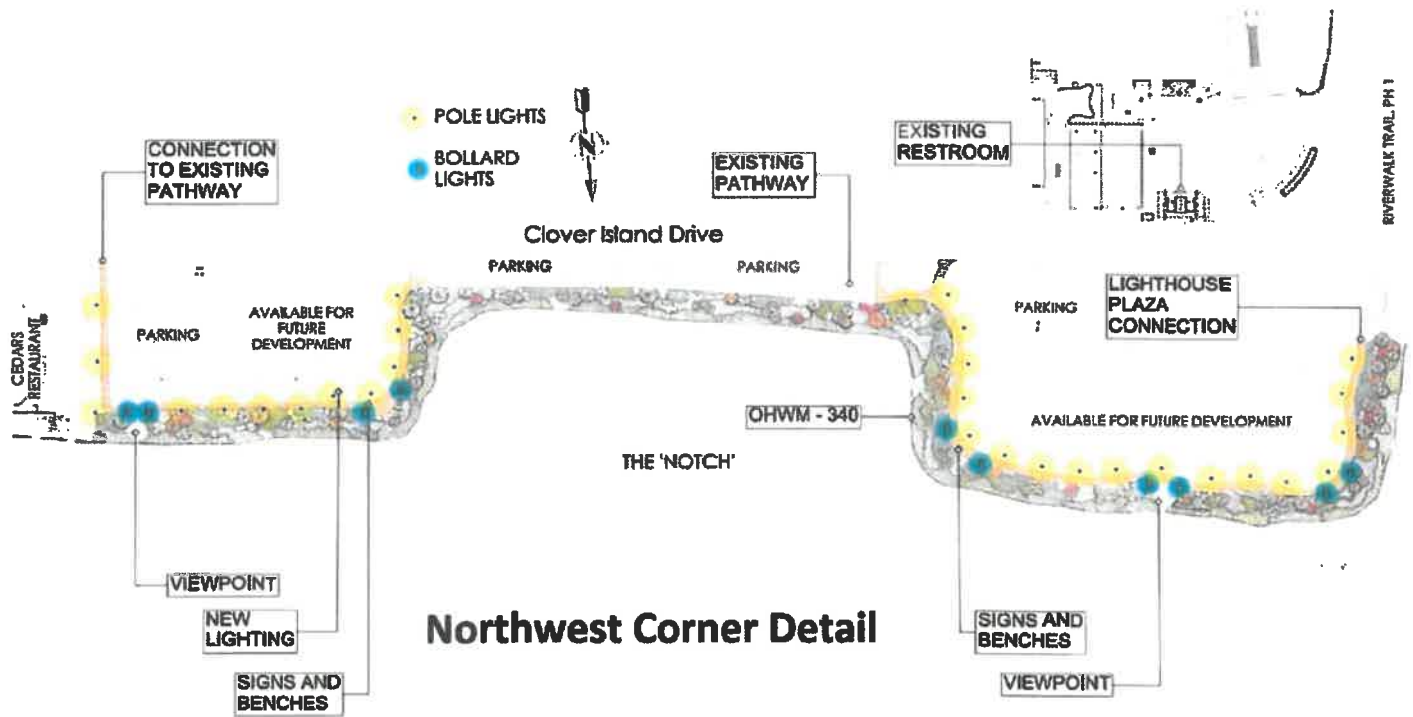 POLE LIGHTS
BOLLARD
LIGHTS
N
CONNECTION
TO EXISTING
PATHWAY
EXISTING
PATHWAY
EXISTING
RESTROOM
RIVERWALK TRAIL, PH 1
Clover Island Drive
PARKING
PARKING
CEDARS
RESTAURANT
PARKING
AVAILABLE FOR
FUTURE
DEVELOPMENT
PARKING
LIGHTHOUSE
PLAZA
CONNECTION
OHWM - 340
AVAILABLE FOR FUTURE DEVELOPMENT
THE 'NOTCH'
VIEWPOINT
NEW
LIGHTING
SIGNS AND
BENCHES
Northwest Corner Detail
SIGNS AND
BENCHES
VIEWPOINT